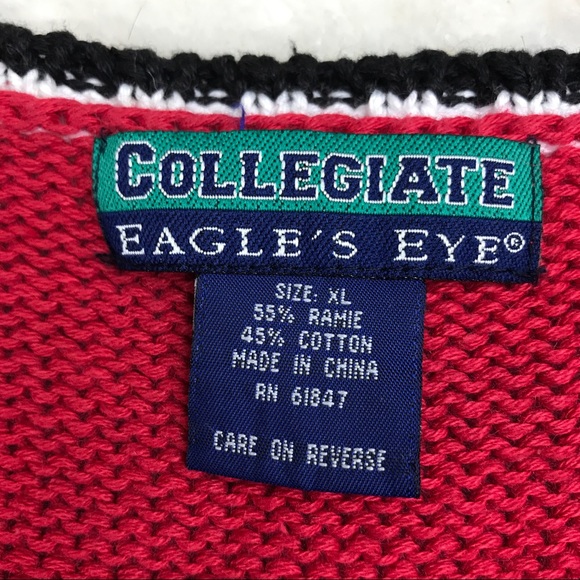 COLLEGIATE
EAGLE'S EYE®
SIZE: XL
55% RAMIE
45% COTTON
MADE IN CHINA
RN 61847
CARE ON REVERSE